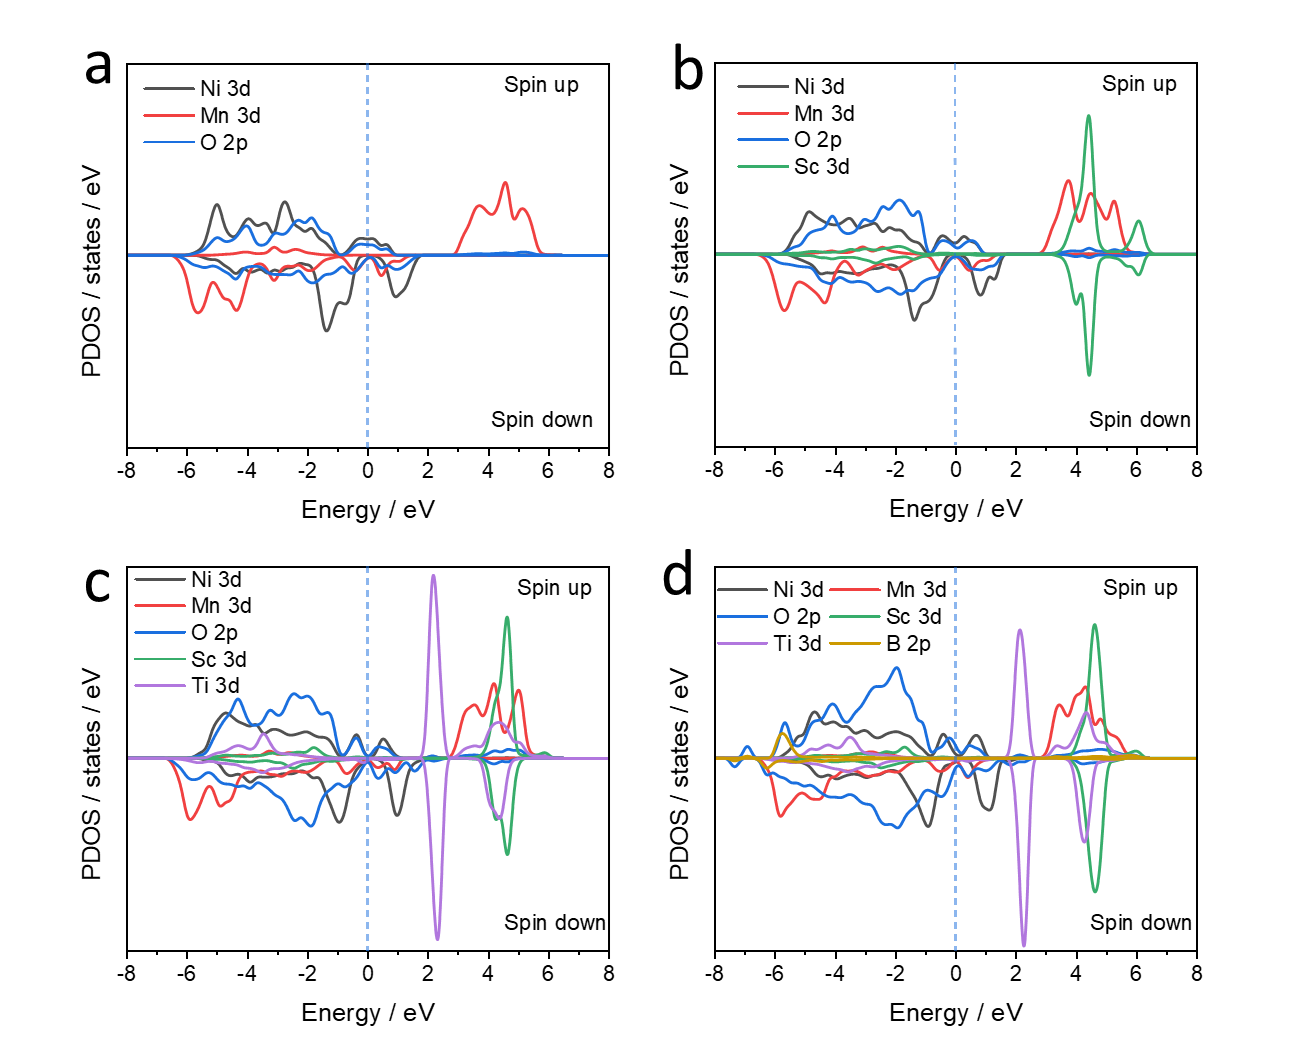 a
Ni 3d
Mn 3d
O 2p
Spin up
Spin down
PDOS / states / eV
-8 -6 -4 -2 0 2 4 6 8
Energy / eV
b
Ni 3d
Mn 3d
O 2p
Sc 3d
Spin up
Spin down
PDOS / states / eV
-8 -6 -4 -2 0 2 4 6 8
Energy / eV
c
Ni 3d
Mn 3d
O 2p
Sc 3d
Ti 3d
Spin up
Spin down
PDOS / states / eV
-8 -6 -4 -2 0 2 4 6 8
Energy / eV
d
Ni 3d Mn 3d
O 2p Sc 3d
Ti 3d B 2p
Spin up
Spin down
PDOS / states / eV
-8 -6 -4 -2 0 2 4 6 8
Energy / eV